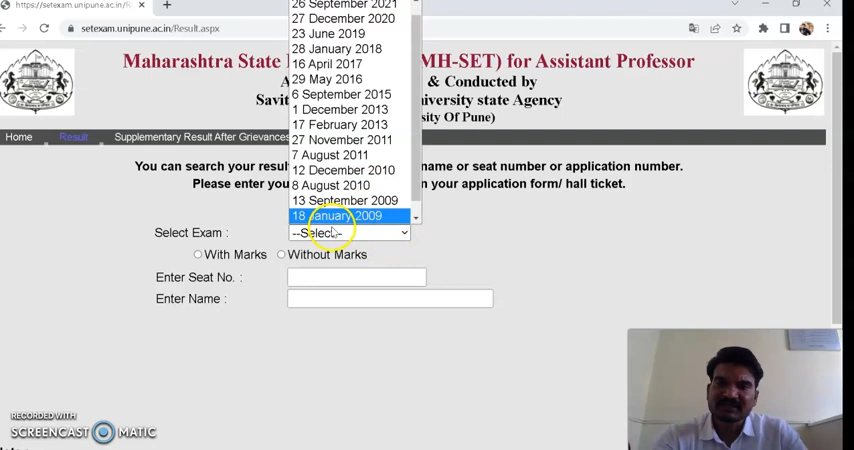 https://setexam.unipune.ac.in/Res
setexam.unipune.ac.in/Result.aspx
26 September 2021
27 December 2020
23 June 2019
28 January 2018
16 April 2017
29 May 2016
6 September 2015
1 December 2013
17 February 2013
27 November 2011
7 August 2011
12 December 2010
8 August 2010
13 September 2009
18 January 2009
Maharashtra State (MH-SET) for Assistant Professor
A & Conducted by
Savit iversity state Agency
ity Of Pune)
Home Result Supplementary Result After Grievances
You can search your resul name or seat number or application number.
Please enter you n your application form/ hall ticket.
Select Exam : --Select--
With Marks Without Marks
Enter Seat No. :
Enter Name :
RECORDED WITH
SCREENCAST MATIC